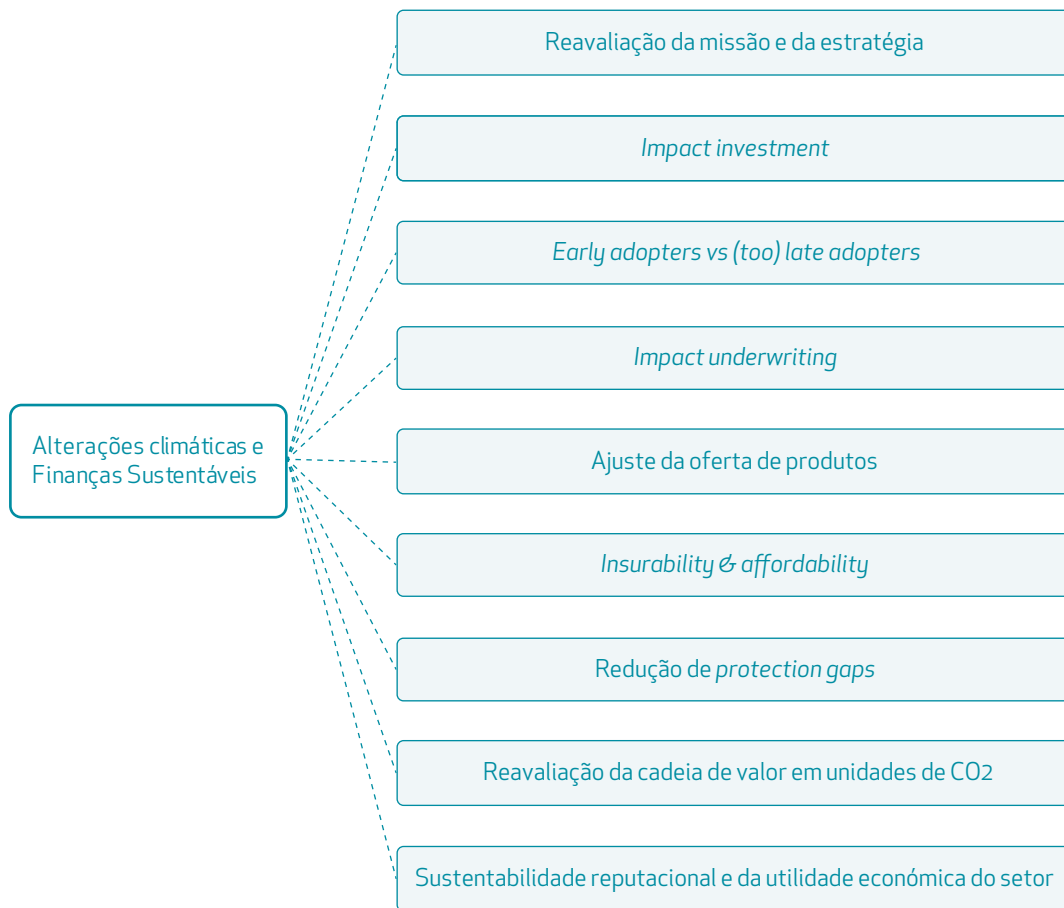 Reavaliação da missão e da estratégia
Impact investment
Early adopters vs (too) late adopters
Impact underwriting
Alterações climáticas e
Finanças Sustentáveis
Ajuste da oferta de produtos
Insurability & affordability
Redução de protection gaps
Reavaliação da cadeia de valor em unidades de CO2
Sustentabilidade reputacional e da utilidade económica do setor